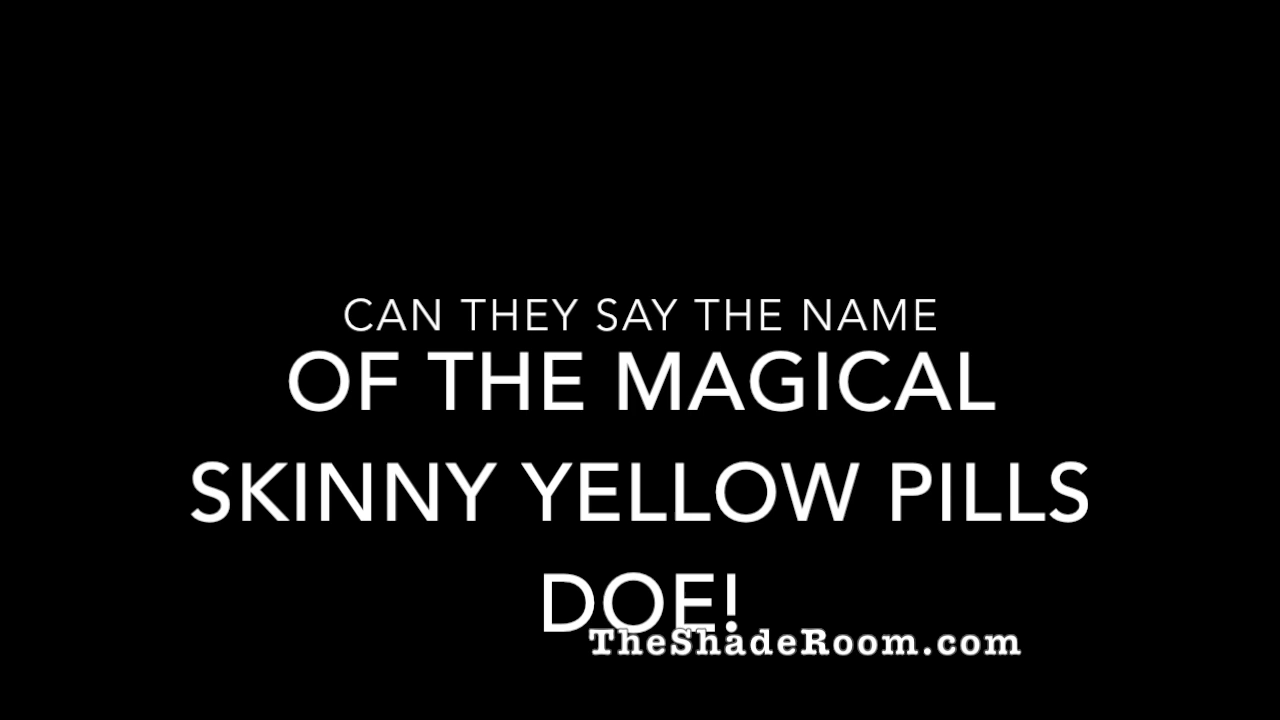 CAN THEY SAY THE NAME
OF THE MAGICAL
SKINNY YELLOW PILLS
DOE!
TheShadeRoom.com